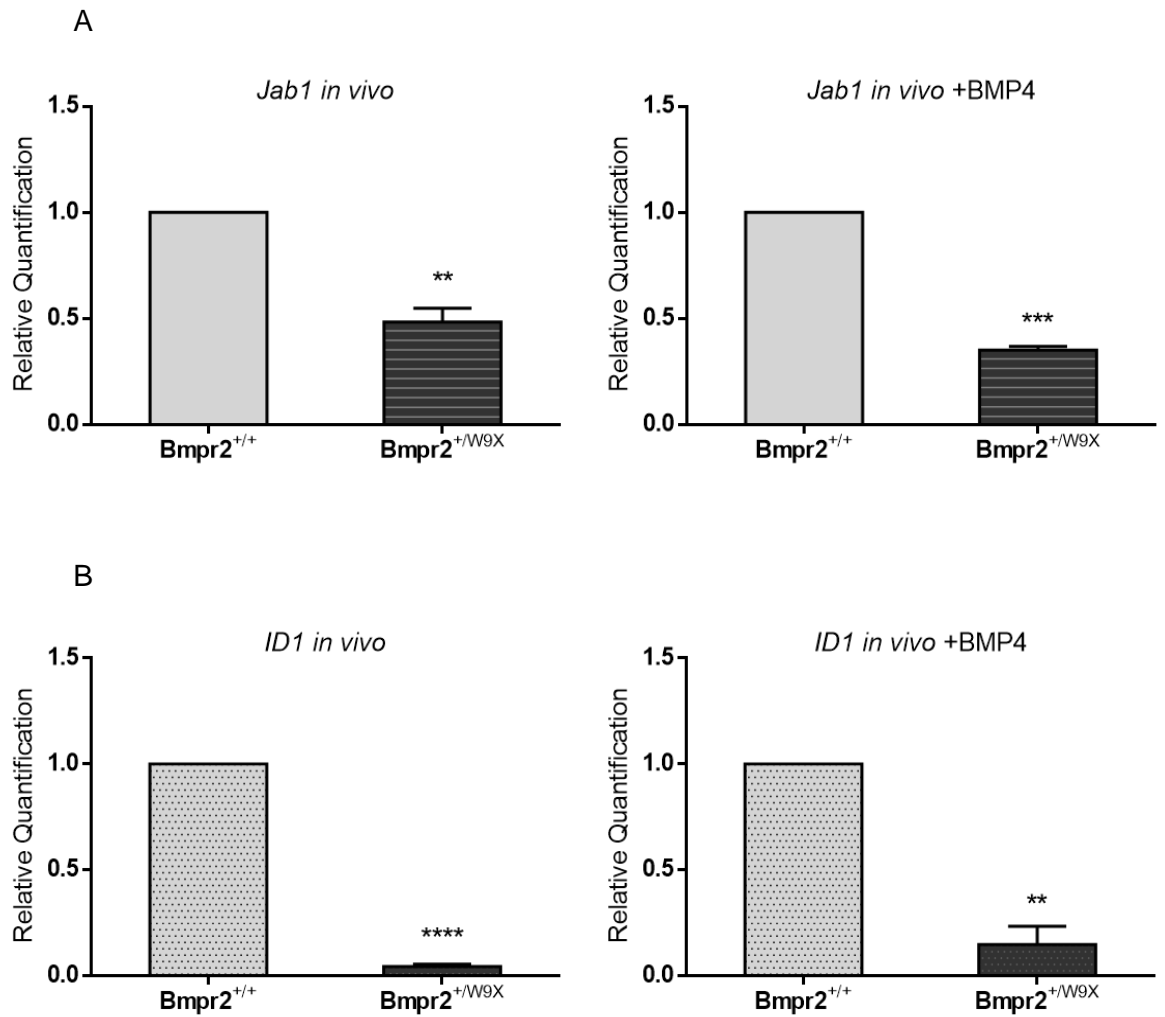 A
Jab1 in vivo
Relative Quantification
1.5
1.0
0.5
0.0
**
Bmpr2+/+
Bmpr2+/W9X
Jab1 in vivo +BMP4
Relative Quantification
1.5
1.0
0.5
0.0
***
Bmpr2+/+
Bmpr2+/W9X
B
ID1 in vivo
Relative Quantification
1.5
1.0
0.5
0.0
****
Bmpr2+/+
Bmpr2+/W9X
ID1 in vivo +BMP4
Relative Quantification
1.5
1.0
0.5
0.0
**
Bmpr2+/+
Bmpr2+/W9X